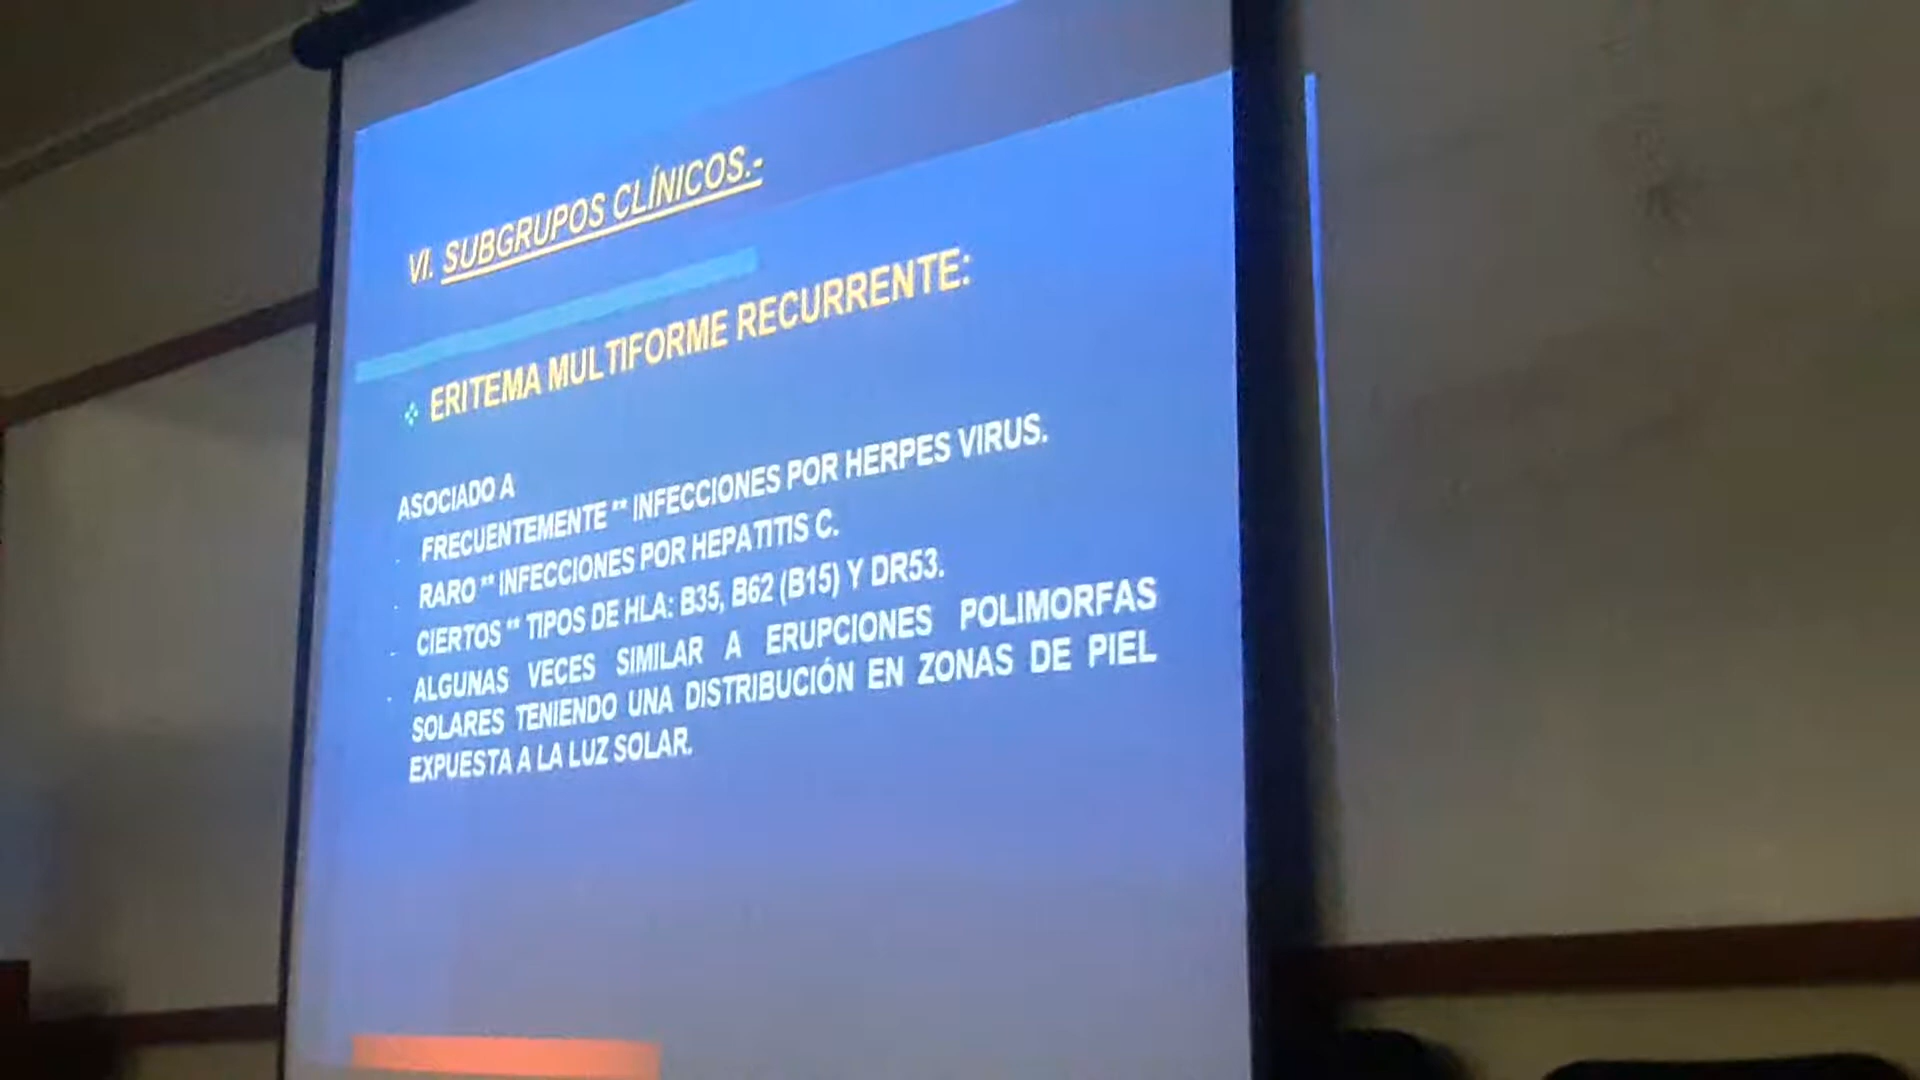 VI. SUBGRUPOS CLÍNICOS.-
ERITEMA MULTIFORME RECURRENTE:
ASOCIADO A
FRECUENTEMENTE ** INFECCIONES POR HERPES VIRUS.
RARO ** INFECCIONES POR HEPATITIS C.
CIERTOS ** TIPOS DE HLA: B35, B62 (B15) Y DR53.
ALGUNAS VECES SIMILAR A ERUPCIONES POLIMORFAS
SOLARES TENIENDO UNA DISTRIBUCIÓN EN ZONAS DE PIEL
EXPUESTA A LA LUZ SOLAR.